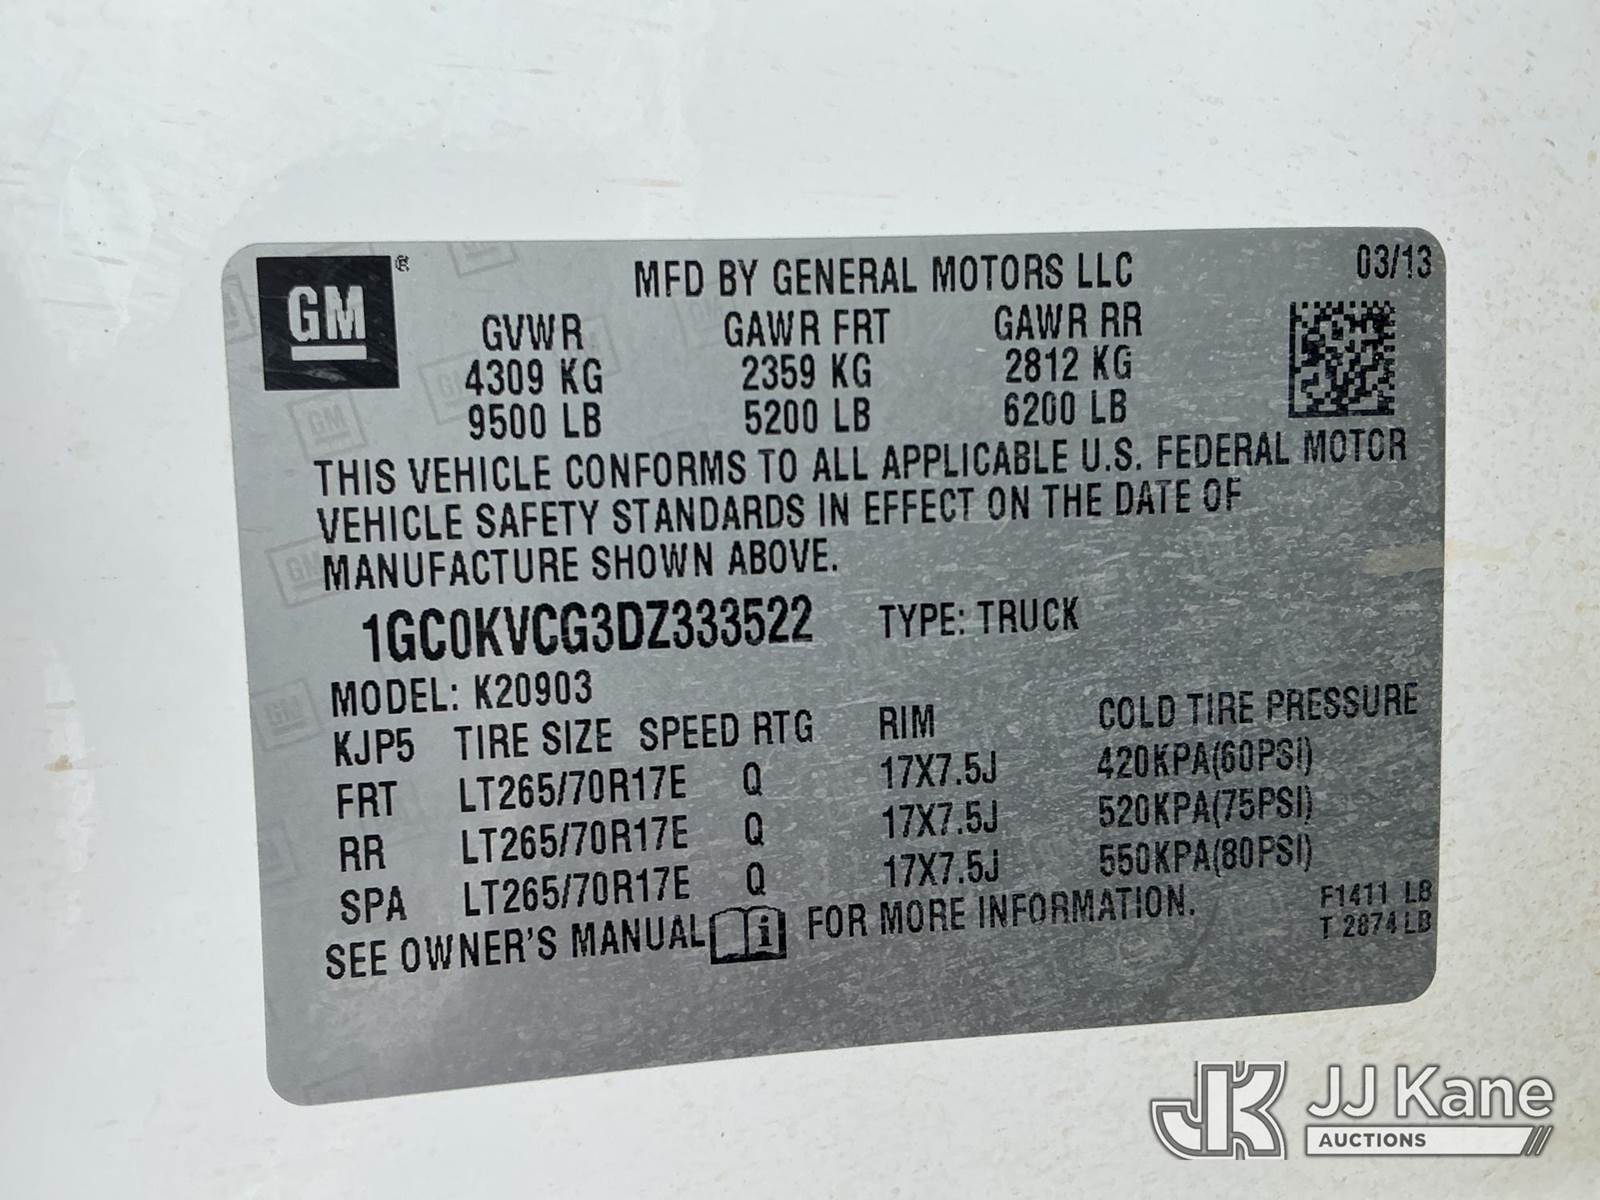 GM ®
MFD BY GENERAL MOTORS LLC 03/13
GVWR GAWR FRT GAWR RR
4309 KG 2359 KG 2812 KG
9500 LB 5200 LB 6200 LB
THIS VEHICLE CONFORMS TO ALL APPLICABLE U.S. FEDERAL MOTOR
VEHICLE SAFETY STANDARDS IN EFFECT ON THE DATE OF
MANUFACTURE SHOWN ABOVE.
1GC0KVCG3DZ333522 TYPE: TRUCK
MODEL: K20903
KJP5 TIRE SIZE SPEED RTG RIM COLD TIRE PRESSURE
FRT LT265/70R17E Q 17X7.5J 420KPA(60PSI)
RR LT265/70R17E Q 17X7.5J 520KPA(75PSI)
SPA LT265/70R17E Q 17X7.5J 550KPA(80PSI)
SEE OWNER'S MANUAL i FOR MORE INFORMATION.
F1411 LB
T 2874 LB
JK JJ Kane
AUCTIONS